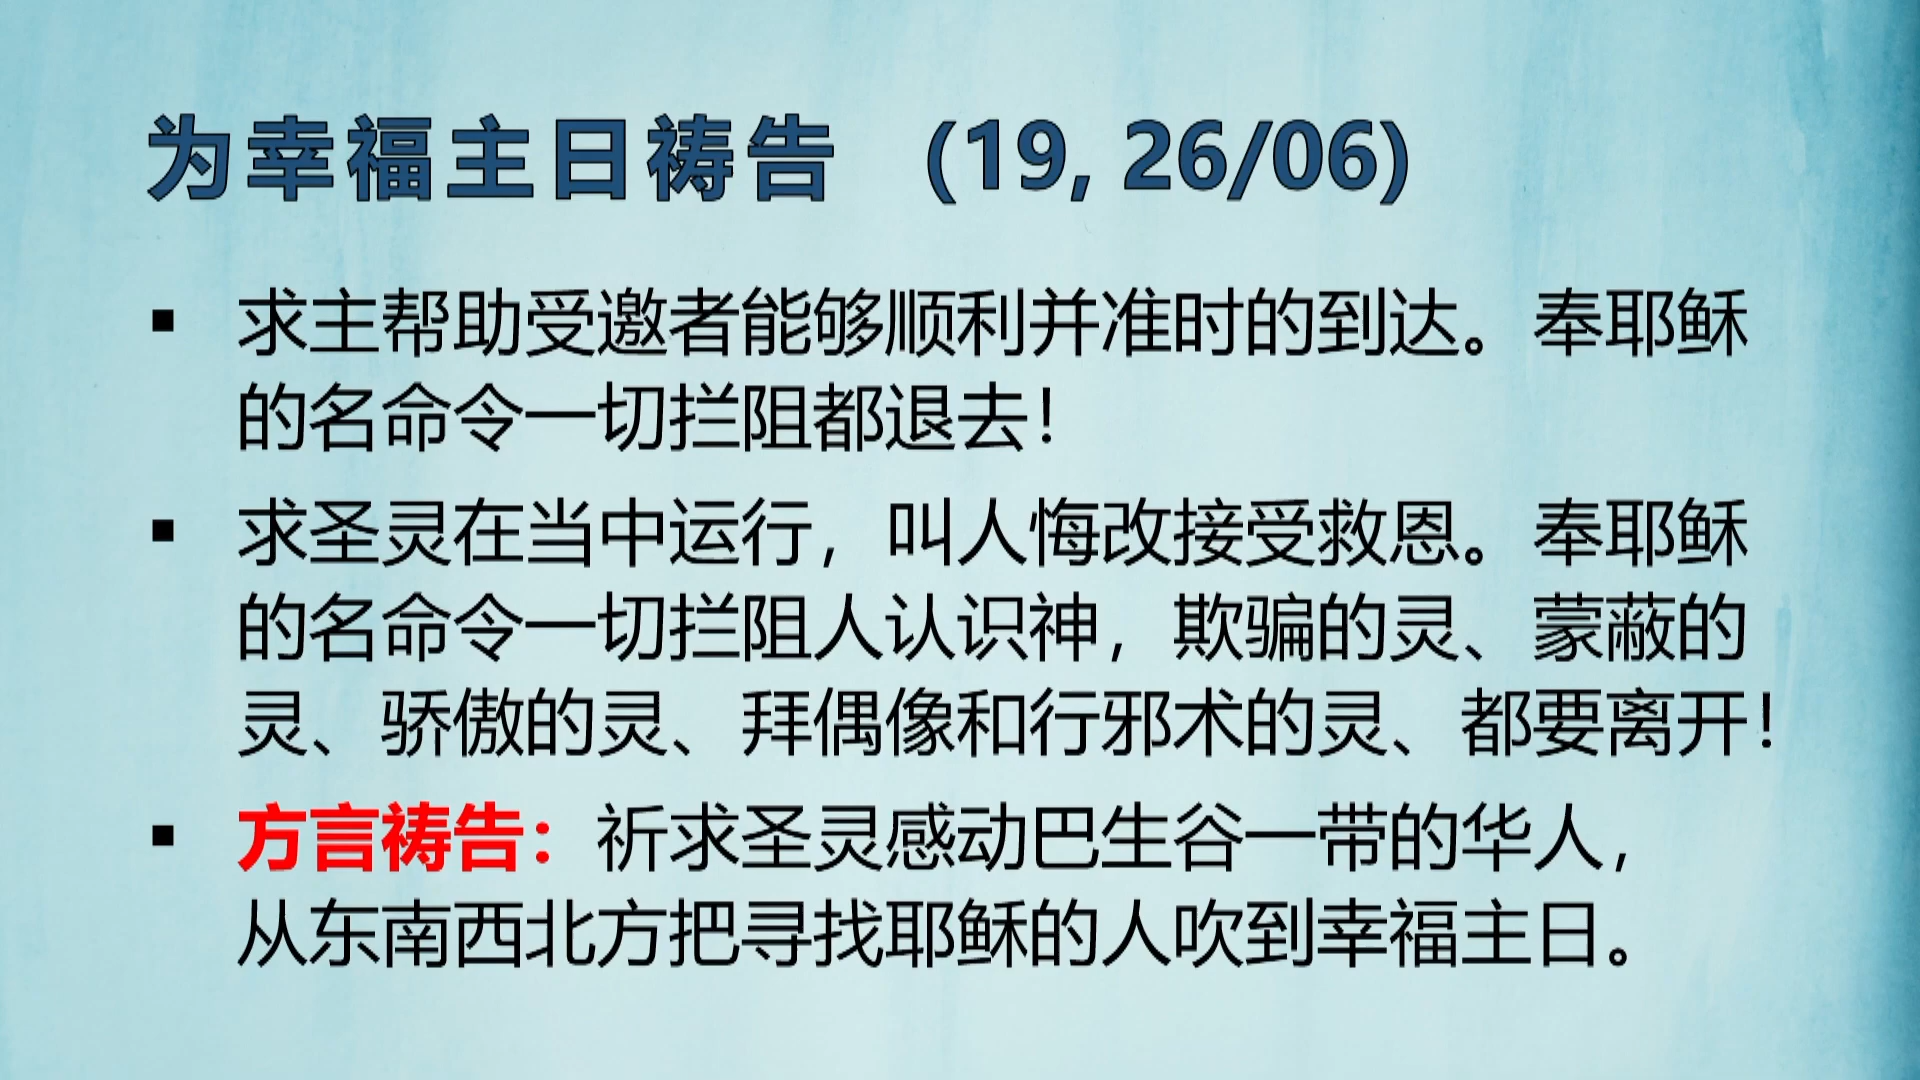 为幸福主日祷告 (19, 26/06)
▪ 求主帮助受邀者能够顺利并准时的到达。奉耶稣
的名命令一切拦阻都退去！
▪ 求圣灵在当中运行，叫人悔改接受救恩。奉耶稣
的名命令一切拦阻人认识神，欺骗的灵、蒙蔽的
灵、骄傲的灵、拜偶像和行邪术的灵、都要离开！
▪ 方言祷告：祈求圣灵感动巴生谷一带的华人，
从东南西北方把寻找耶稣的人吹到幸福主日。